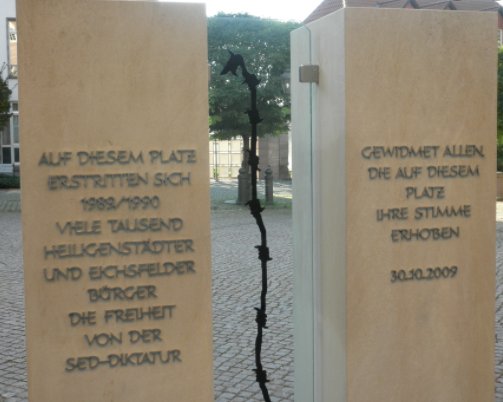 AUF DIESEM PLATZ
ERSTRITTEN SICH
1989/1990
VIELE TAUSEND
HEILIGENSTÄDTER
UND EICHSFELDER
BÜRGER
DIE FREIHEIT
VON DER
SED-DIKTATUR
GEWIDMET ALLEN,
DIE AUF DIESEM
PLATZ
IHRE STIMME
ERHOBEN
30.10.2009